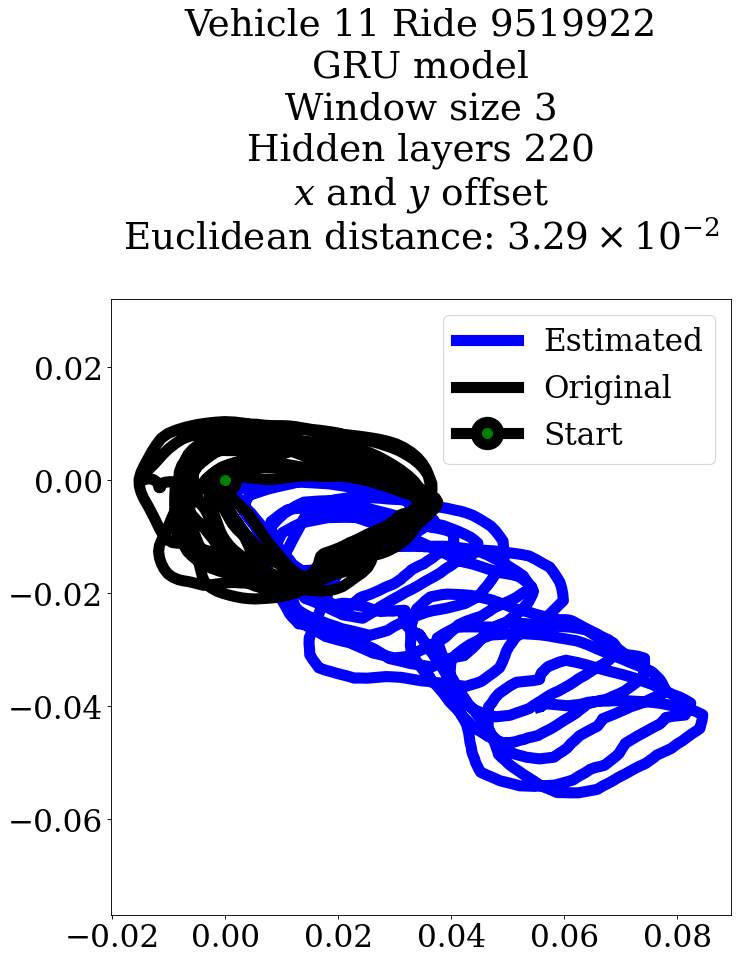 Vehicle 11 Ride 9519922
GRU model
Window size 3
Hidden layers 220
x and y offset
Euclidean distance: 3.29 × 10⁻²
Estimated
Original
Start
0.02
0.00
−0.02
−0.04
−0.06
−0.02 0.00 0.02 0.04 0.06 0.08